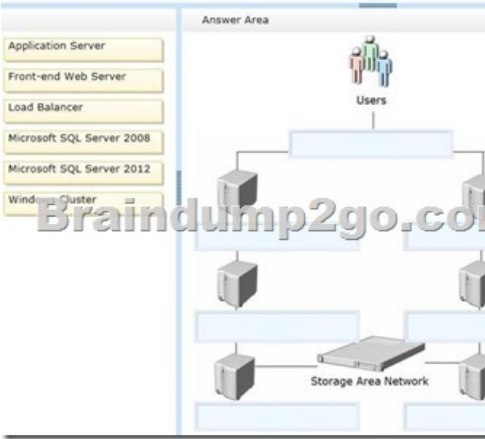 Answer Area
Application Server
Front-end Web Server
Load Balancer
Microsoft SQL Server 2008
Microsoft SQL Server 2012
Windows Cluster
Users
Braindump2go.co
Storage Area Network